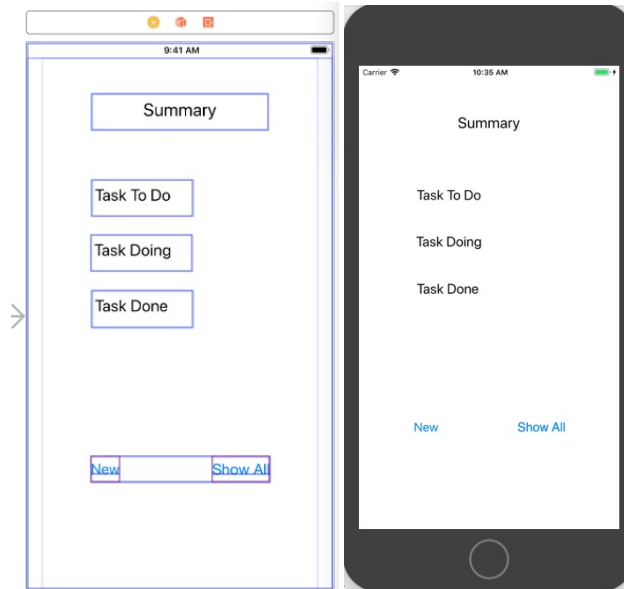 9:41 AM
Summary
Task To Do
Task Doing
Task Done
New Show All
Carrier 10:35 AM
Summary
Task To Do
Task Doing
Task Done
New Show All